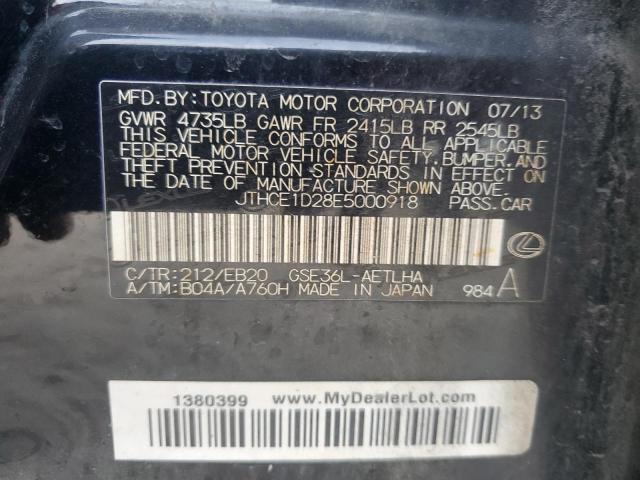 MFD.BY:TOYOTA MOTOR CORPORATION 07/13
GVWR 4735LB GAWR FR 2415LB RR 2545LB
THIS VEHICLE CONFORMS TO ALL APPLICABLE
FEDERAL MOTOR VEHICLE SAFETY,BUMPER,AND
THEFT PREVENTION STANDARDS IN EFFECT ON
THE DATE OF MANUFACTURE SHOWN ABOVE.
JTHCE1D28E5000918 PASS.CAR
C/TR:212/EB20 GSE36L-AETLHA
A/TM:B04A/A760H MADE IN JAPAN 984 A
1380399 www.MyDealerLot.com